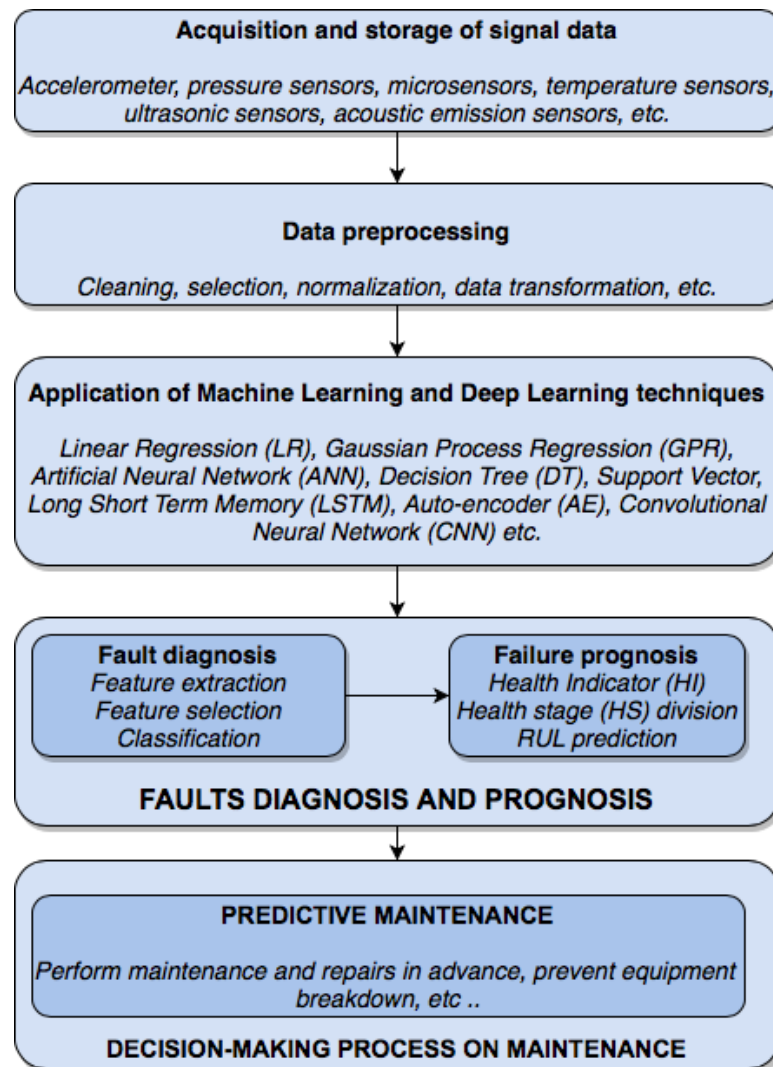 Acquisition and storage of signal data
Accelerometer, pressure sensors, microsensors, temperature sensors,
ultrasonic sensors, acoustic emission sensors, etc.
Data preprocessing
Cleaning, selection, normalization, data transformation, etc.
Application of Machine Learning and Deep Learning techniques
Linear Regression (LR), Gaussian Process Regression (GPR),
Artificial Neural Network (ANN), Decision Tree (DT), Support Vector,
Long Short Term Memory (LSTM), Auto-encoder (AE), Convolutional
Neural Network (CNN) etc.
Fault diagnosis
Feature extraction
Feature selection
Classification
Failure prognosis
Health Indicator (HI)
Health stage (HS) division
RUL prediction
FAULTS DIAGNOSIS AND PROGNOSIS
PREDICTIVE MAINTENANCE
Perform maintenance and repairs in advance, prevent equipment
breakdown, etc ..
DECISION-MAKING PROCESS ON MAINTENANCE